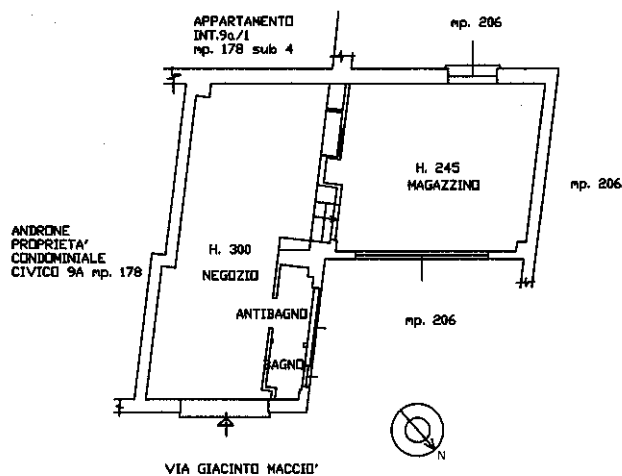 APPARTAMENTO
INT.9a/1
mp. 178 sub 4
mp. 206
H. 245
MAGAZZINO
mp. 206
ANDRONE
PROPRIETA'
CONDOMINIALE
CIVICO 9A mp. 178
H. 300
NEGOZIO
ANTIBAGNO
mp. 206
BAGNO
N
VIA GIACINTO MACCIO'